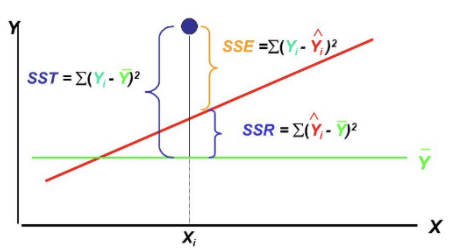 Y
SSE =Σ(Yᵢ - Ŷᵢ)²
SST = Σ(Yᵢ - Ȳ)²
SSR = Σ(Ŷᵢ - Ȳ)²
Ȳ
X
Xᵢ